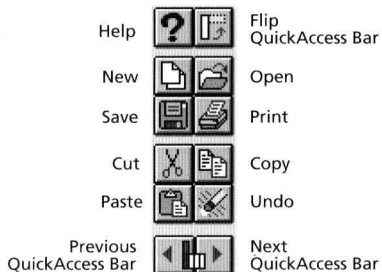 Help
Flip
QuickAccess Bar
New
Open
Save
Print
Cut
Copy
Paste
Undo
Previous
QuickAccess Bar
Next
QuickAccess Bar